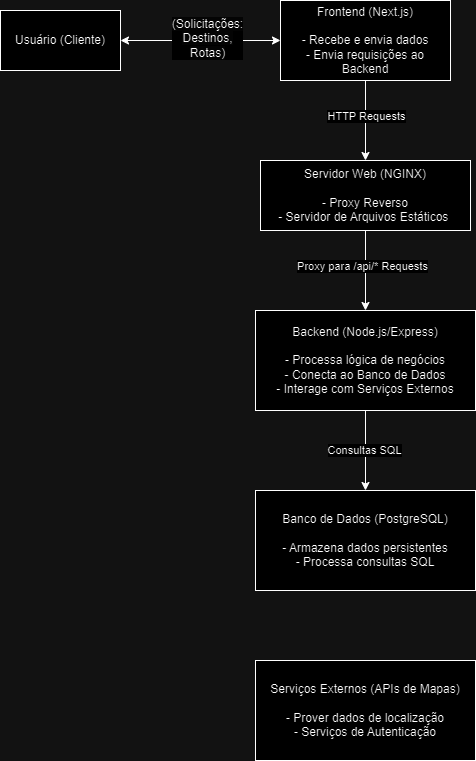 Usuário (Cliente)
(Solicitações:
Destinos,
Rotas)
Frontend (Next.js)
- Recebe e envia dados
- Envia requisições ao
Backend
HTTP Requests
Servidor Web (NGINX)
- Proxy Reverso
- Servidor de Arquivos Estáticos
Proxy para /api/* Requests
Backend (Node.js/Express)
- Processa lógica de negócios
- Conecta ao Banco de Dados
- Interage com Serviços Externos
Consultas SQL
Banco de Dados (PostgreSQL)
- Armazena dados persistentes
- Processa consultas SQL
Serviços Externos (APIs de Mapas)
- Prover dados de localização
- Serviços de Autenticação